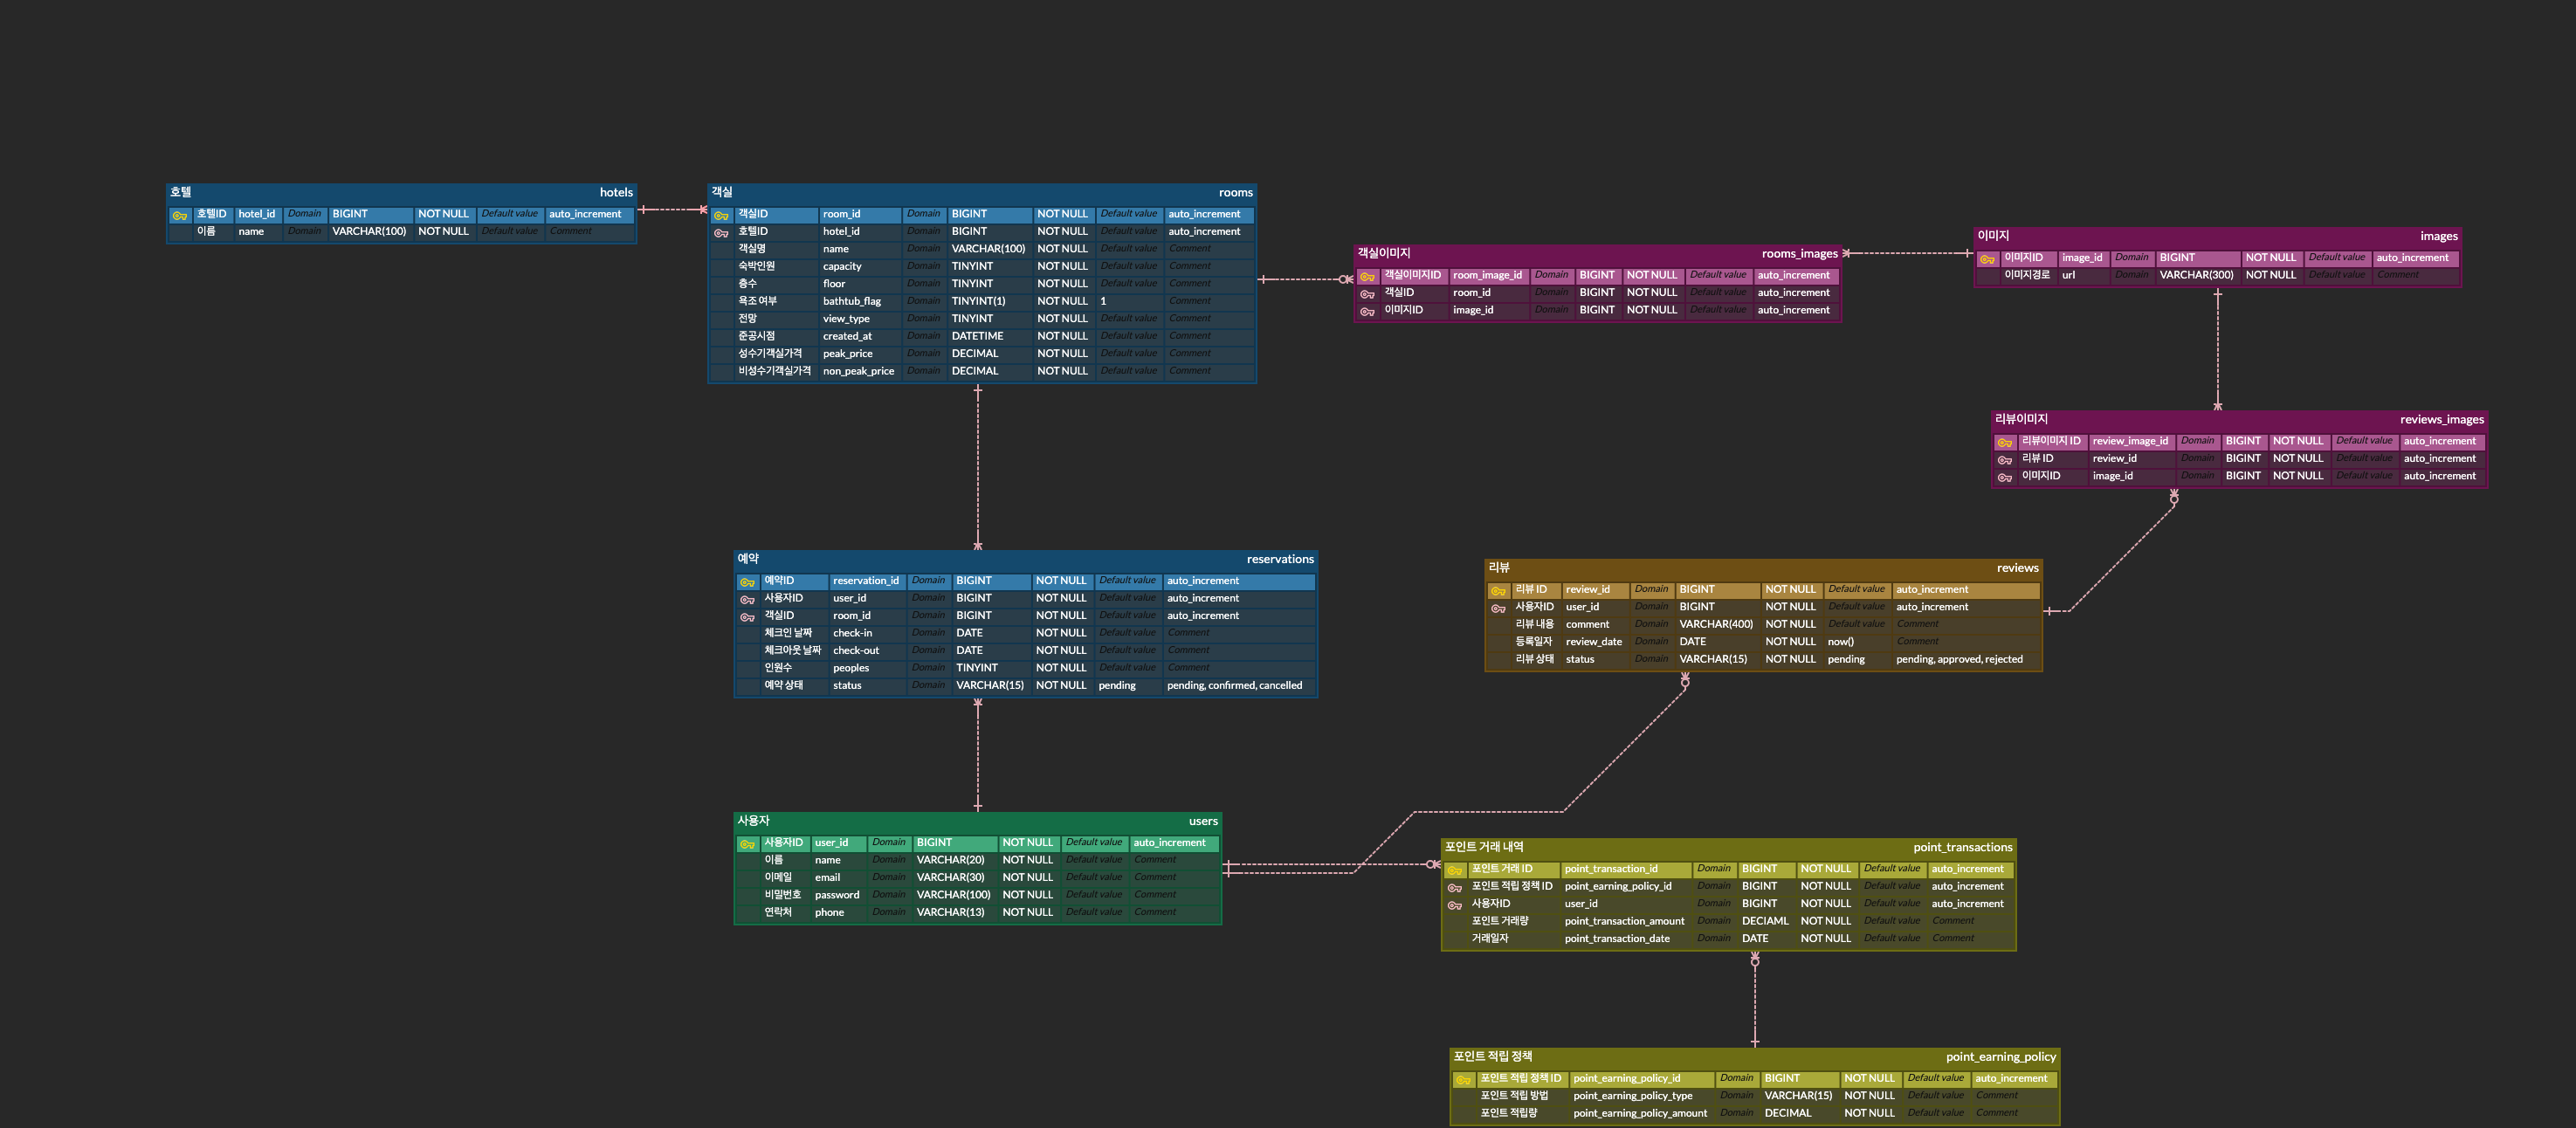 호텔 hotels
호텔ID hotel_id Domain BIGINT NOT NULL Default value auto_increment
이름 name Domain VARCHAR(100) NOT NULL Default value Comment
객실 rooms
객실ID room_id Domain BIGINT NOT NULL Default value auto_increment
호텔ID hotel_id Domain BIGINT NOT NULL Default value auto_increment
객실명 name Domain VARCHAR(100) NOT NULL Default value Comment
숙박인원 capacity Domain TINYINT NOT NULL Default value Comment
층수 floor Domain TINYINT NOT NULL Default value Comment
욕조 여부 bathtub_flag Domain TINYINT(1) NOT NULL 1 Comment
전망 view_type Domain TINYINT NOT NULL Default value Comment
준공시점 created_at Domain DATETIME NOT NULL Default value Comment
성수기객실가격 peak_price Domain DECIMAL NOT NULL Default value Comment
비성수기객실가격 non_peak_price Domain DECIMAL NOT NULL Default value Comment
객실이미지 rooms_images
객실이미지ID room_image_id Domain BIGINT NOT NULL Default value auto_increment
객실ID room_id Domain BIGINT NOT NULL Default value auto_increment
이미지ID image_id Domain BIGINT NOT NULL Default value auto_increment
이미지 images
이미지ID image_id Domain BIGINT NOT NULL Default value auto_increment
이미지경로 url Domain VARCHAR(300) NOT NULL Default value Comment
리뷰이미지 reviews_images
리뷰이미지 ID review_image_id Domain BIGINT NOT NULL Default value auto_increment
리뷰 ID review_id Domain BIGINT NOT NULL Default value auto_increment
이미지ID image_id Domain BIGINT NOT NULL Default value auto_increment
예약 reservations
예약ID reservation_id Domain BIGINT NOT NULL Default value auto_increment
사용자ID user_id Domain BIGINT NOT NULL Default value auto_increment
객실ID room_id Domain BIGINT NOT NULL Default value auto_increment
체크인 날짜 check-in Domain DATE NOT NULL Default value Comment
체크아웃 날짜 check-out Domain DATE NOT NULL Default value Comment
인원수 peoples Domain TINYINT NOT NULL Default value Comment
예약 상태 status Domain VARCHAR(15) NOT NULL pending pending, confirmed, cancelled
리뷰 reviews
리뷰 ID review_id Domain BIGINT NOT NULL Default value auto_increment
사용자ID user_id Domain BIGINT NOT NULL Default value auto_increment
리뷰 내용 comment Domain VARCHAR(400) NOT NULL Default value Comment
등록일자 review_date Domain DATE NOT NULL now() Comment
리뷰 상태 status Domain VARCHAR(15) NOT NULL pending pending, approved, rejected
사용자 users
사용자ID user_id Domain BIGINT NOT NULL Default value auto_increment
이름 name Domain VARCHAR(20) NOT NULL Default value Comment
이메일 email Domain VARCHAR(30) NOT NULL Default value Comment
비밀번호 password Domain VARCHAR(100) NOT NULL Default value Comment
연락처 phone Domain VARCHAR(13) NOT NULL Default value Comment
포인트 거래 내역 point_transactions
포인트 거래 ID point_transaction_id Domain BIGINT NOT NULL Default value auto_increment
포인트 적립 정책 ID point_earning_policy_id Domain BIGINT NOT NULL Default value auto_increment
사용자ID user_id Domain BIGINT NOT NULL Default value auto_increment
포인트 거래량 point_transaction_amount Domain DECIAML NOT NULL Default value Comment
거래일자 point_transaction_date Domain DATE NOT NULL Default value Comment
포인트 적립 정책 point_earning_policy
포인트 적립 정책 ID point_earning_policy_id Domain BIGINT NOT NULL Default value auto_increment
포인트 적립 방법 point_earning_policy_type Domain VARCHAR(15) NOT NULL Default value Comment
포인트 적립량 point_earning_policy_amount Domain DECIMAL NOT NULL Default value Comment